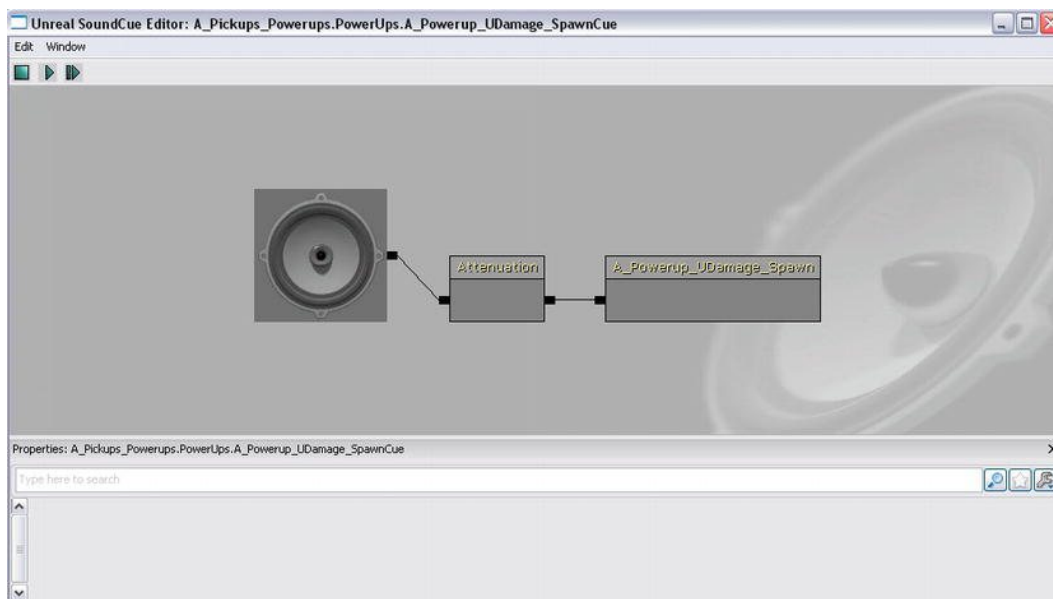 Unreal SoundCue Editor: A_Pickups_Powerups.PowerUps.A_Powerup_UDamage_SpawnCue
Edit Window
Attenuation
A_Powerup_UDamage_Spawn
Properties: A_Pickups_Powerups.PowerUps.A_Powerup_UDamage_SpawnCue
Type here to search